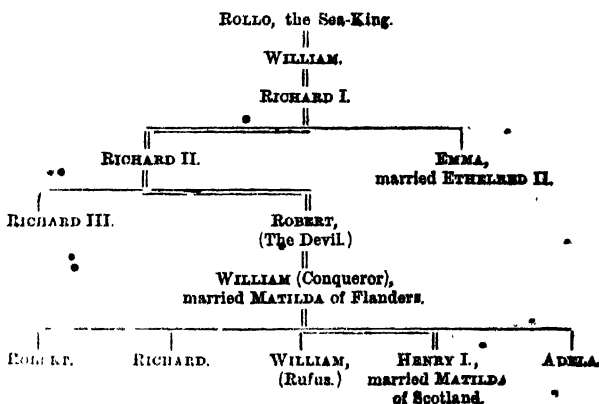 ROLLO, the Sea-King.
WILLIAM.
RICHARD I.
RICHARD II.
EMMA,
married ETHELRED II.
RICHARD III.
ROBERT,
(The Devil.)
WILLIAM (Conqueror),
married MATILDA of Flanders.
ROBERT.
RICHARD.
WILLIAM,
(Rufus.)
HENRY I.,
married MATILDA
of Scotland.
ADELA.